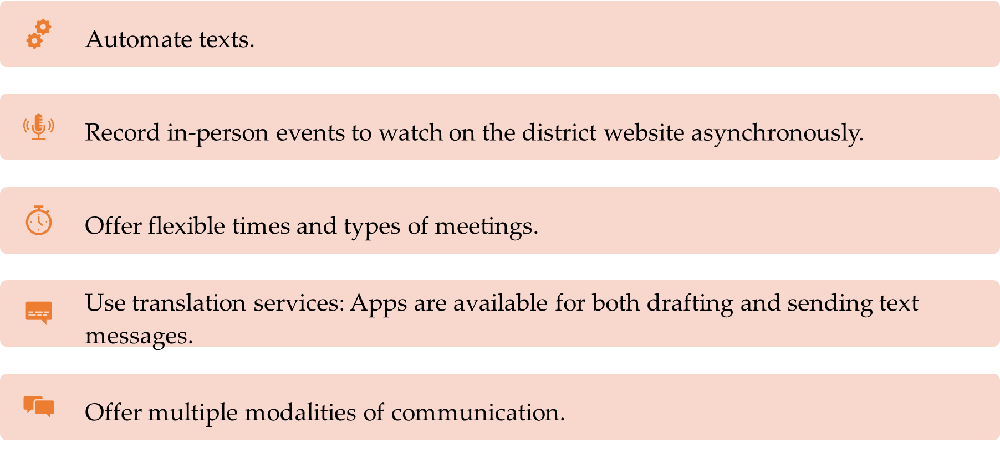 Automate texts.
Record in-person events to watch on the district website asynchronously.
Offer flexible times and types of meetings.
Use translation services: Apps are available for both drafting and sending text
messages.
Offer multiple modalities of communication.